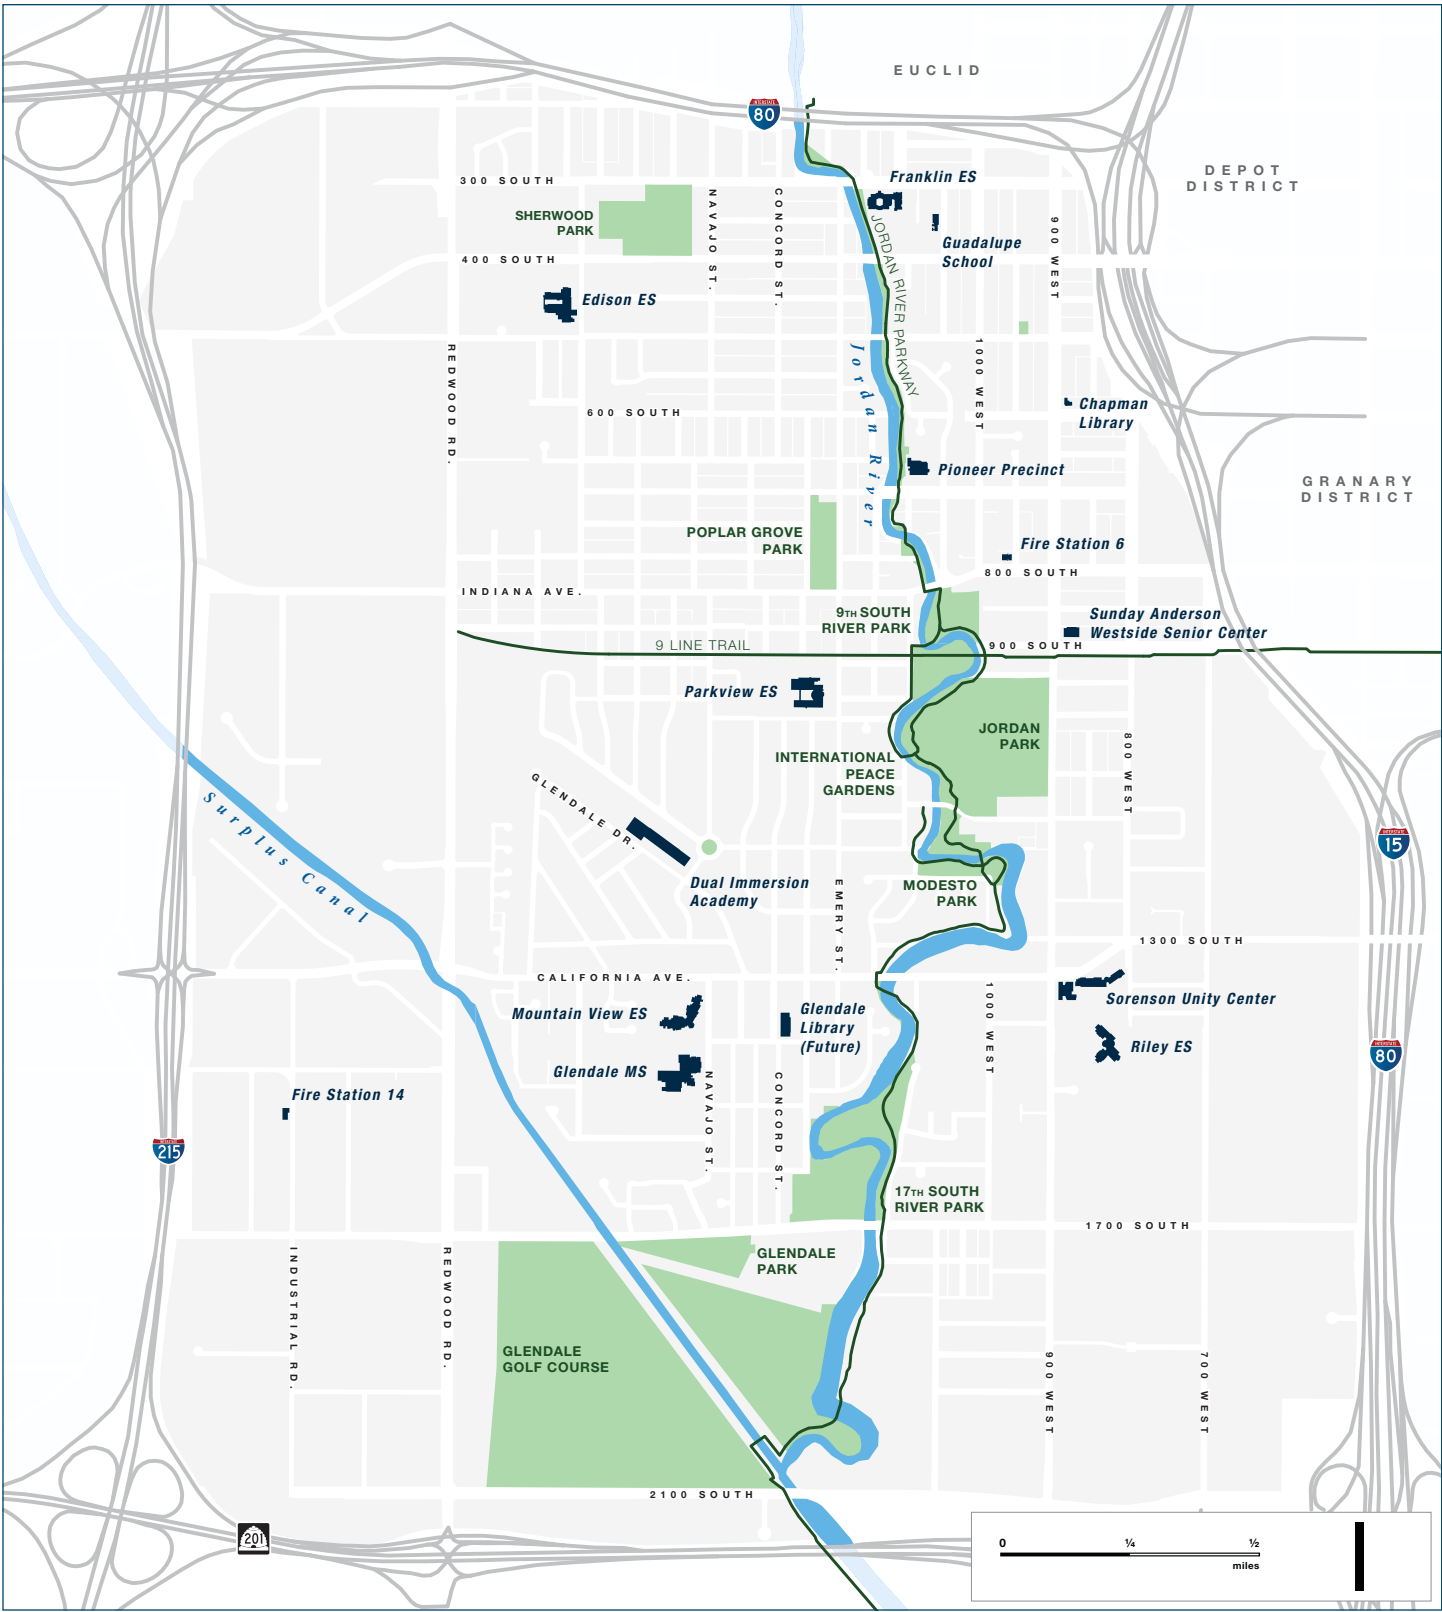 EUCLID
INTERSTATE
80
DEPOT
DISTRICT
Franklin ES
300 SOUTH
SHERWOOD
PARK
NAVAJO ST.
CONCORD ST.
JORDAN RIVER PARKWAY
Guadalupe
School
900 WEST
400 SOUTH
Edison ES
REDWOOD RD.
Jordan River
1000 WEST
600 SOUTH
Chapman
Library
Pioneer Precinct
GRANARY
DISTRICT
POPLAR GROVE
PARK
Fire Station 6
800 SOUTH
INDIANA AVE.
9TH SOUTH
RIVER PARK
Sunday Anderson
Westside Senior Center
9 LINE TRAIL
900 SOUTH
Parkview ES
JORDAN
PARK
800 WEST
INTERNATIONAL
PEACE
GARDENS
GLENDALE DR.
Surplus Canal
INTERSTATE
15
Dual Immersion
Academy
EMERY ST.
MODESTO
PARK
1300 SOUTH
CALIFORNIA AVE.
Mountain View ES
Glendale
Library
(Future)
1000 WEST
Sorenson Unity Center
Riley ES
INTERSTATE
80
Glendale MS
NAVAJO ST.
CONCORD ST.
Fire Station 14
INTERSTATE
215
17TH SOUTH
RIVER PARK
1700 SOUTH
GLENDALE
PARK
INDUSTRIAL RD.
REDWOOD RD.
GLENDALE
GOLF COURSE
900 WEST
700 WEST
2100 SOUTH
201
0 ¼ ½
miles